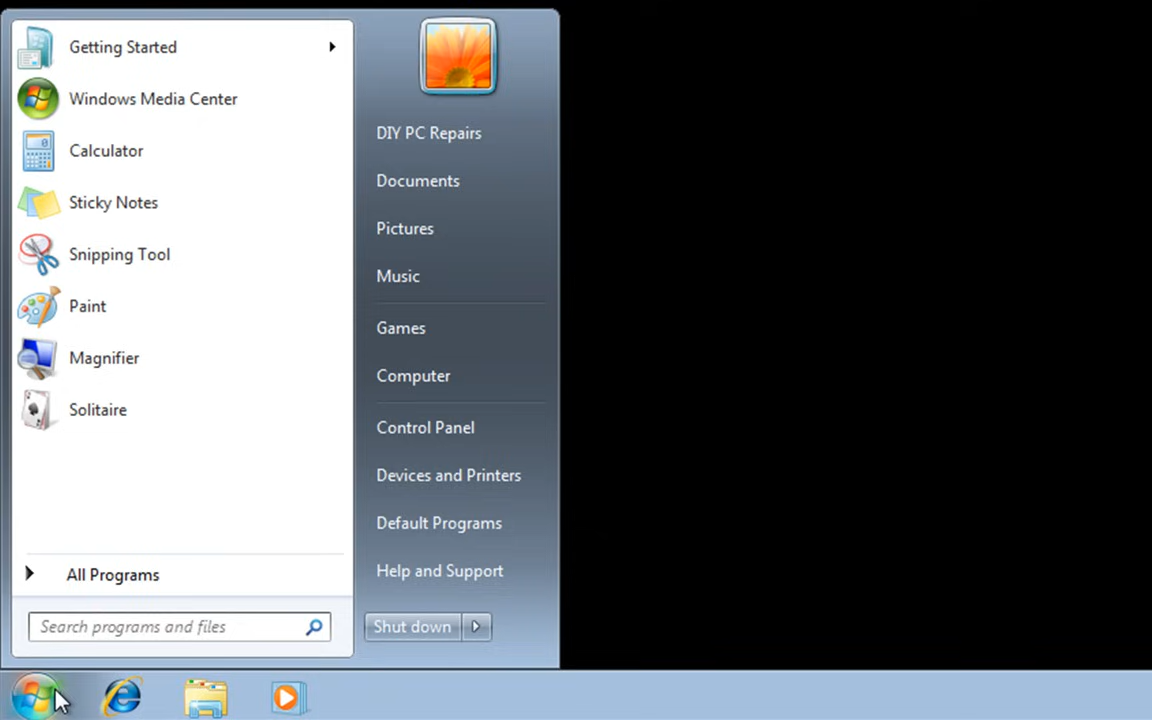 Getting Started
Windows Media Center
Calculator
Sticky Notes
Snipping Tool
Paint
Magnifier
Solitaire
All Programs
Search programs and files
DIY PC Repairs
Documents
Pictures
Music
Games
Computer
Control Panel
Devices and Printers
Default Programs
Help and Support
Shut down